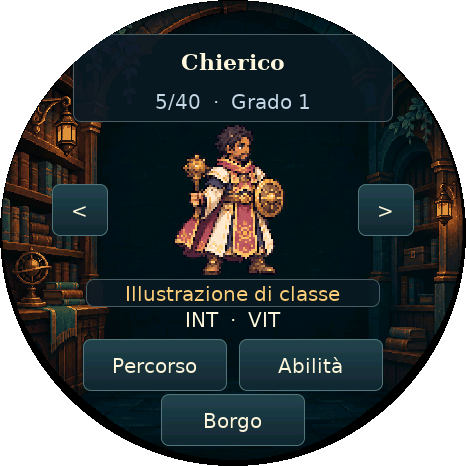 Chierico
5/40 · Grado 1
< >
Illustrazione di classe
INT · VIT
Percorso Abilità
Borgo